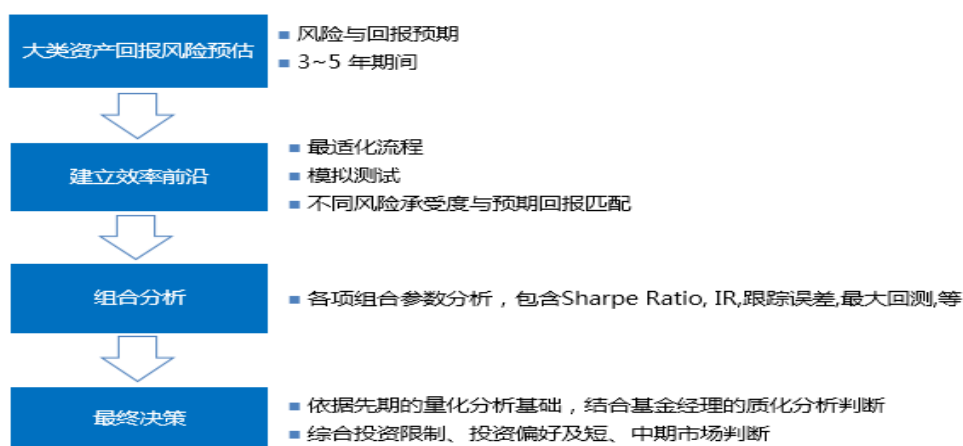 大类资产回报风险预估
■ 风险与回报预期
■ 3~5 年期间
建立效率前沿
■ 最适化流程
■ 模拟测试
■ 不同风险承受度与预期回报匹配
组合分析
■ 各项组合参数分析，包含Sharpe Ratio, IR,跟踪误差,最大回测,等
最终决策
■ 依据先期的量化分析基础，结合基金经理的质化分析判断
■ 综合投资限制、投资偏好及短、中期市场判断